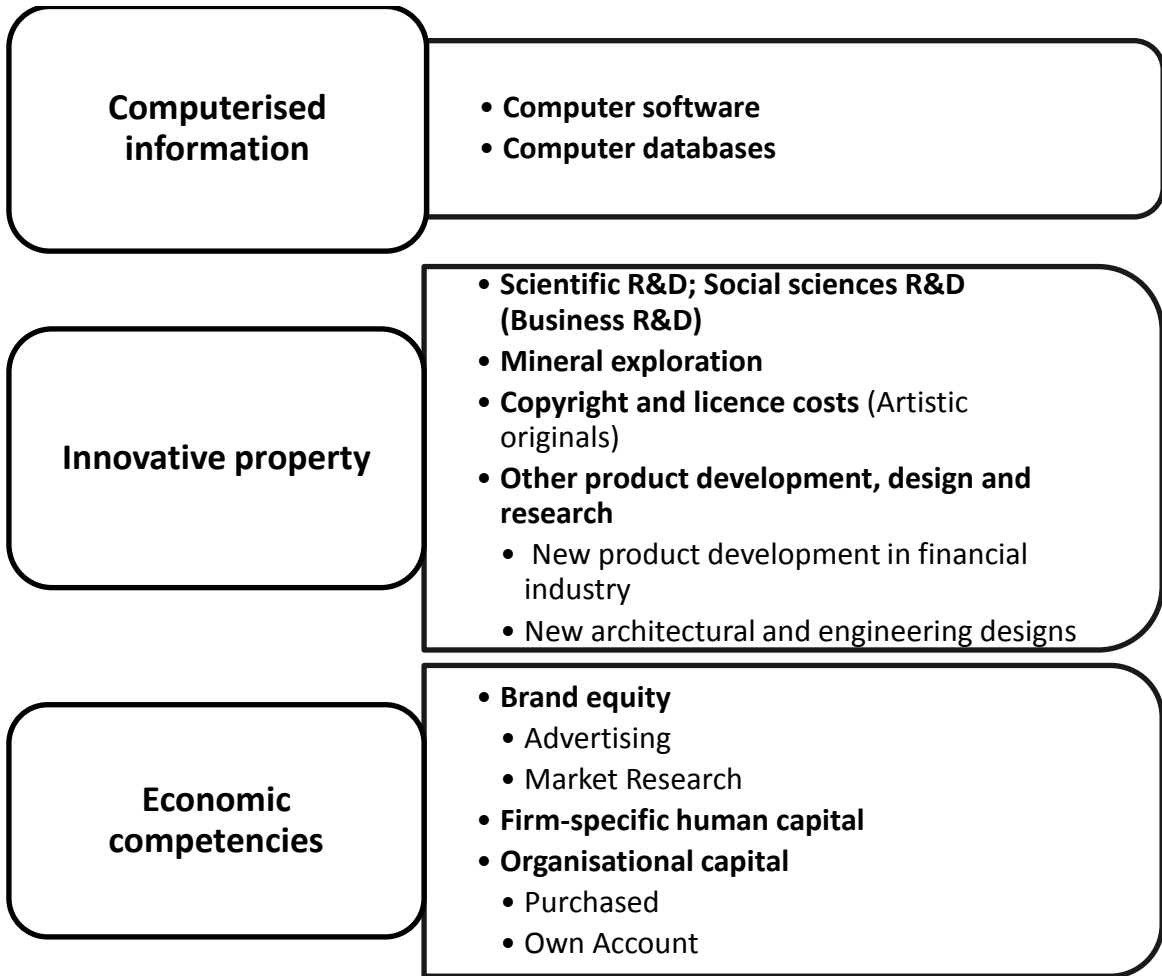 Computerised
information
• Computer software
• Computer databases
Innovative property
• Scientific R&D; Social sciences R&D
(Business R&D)
• Mineral exploration
• Copyright and licence costs (Artistic
originals)
• Other product development, design and
research
• New product development in financial
industry
• New architectural and engineering designs
Economic
competencies
• Brand equity
• Advertising
• Market Research
• Firm-specific human capital
• Organisational capital
• Purchased
• Own Account